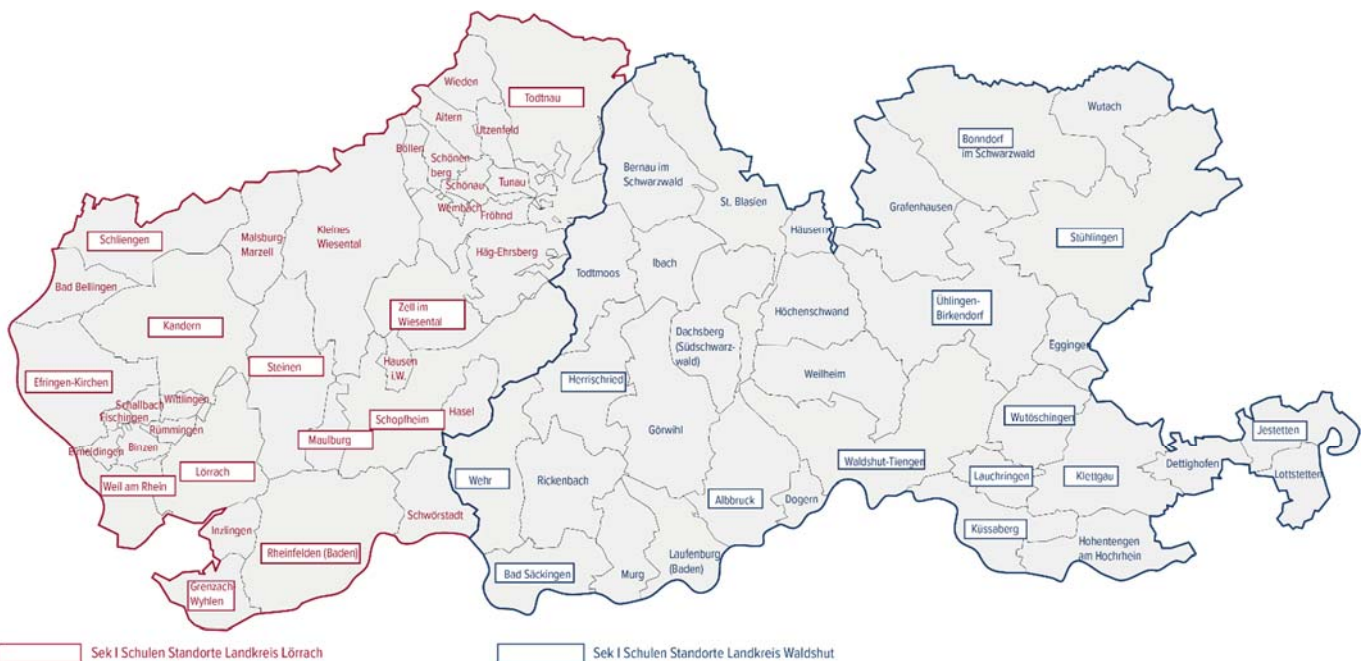 Wieden
Todtnau
Aitern
Utzenfeld
Böllen
Schönen
berg
Schönau
Tunau
Wembach
Fröhnd
Schliengen
Malsburg-
Marzell
Kleines
Wiesental
Häg-Ehrsberg
Bad Bellingen
Kandern
Zell im
Wiesental
Efringen-Kirchen
Steinen
Hausen
i.W.
Schallbach
Wittlingen
Fischingen
Rümmingen
Schopfheim
Hasel
Eimeldingen
Binzen
Maulburg
Lörrach
Weil am Rhein
Schwörstadt
Inzlingen
Rheinfelden (Baden)
Grenzach
Wyhlen
Bernau im
Schwarzwald
St. Blasien
Häusern
Todtmoos
Ibach
Höchenschwand
Dachsberg
(Südschwarz-
wald)
Herrischried
Weilheim
Görwihl
Wehr
Rickenbach
Waldshut-Tiengen
Albbruck
Dogern
Laufenburg
(Baden)
Bad Säckingen
Murg
Wutach
Bonndorf
im Schwarzwald
Grafenhausen
Stühlingen
Ühlingen-
Birkendorf
Eggingen
Wutöschingen
Jestetten
Lauchringen
Klettgau
Dettighofen
Lottstetten
Küssaberg
Hohentengen
am Hochrhein
Sek I Schulen Standorte Landkreis Lörrach
Sek I Schulen Standorte Landkreis Waldshut